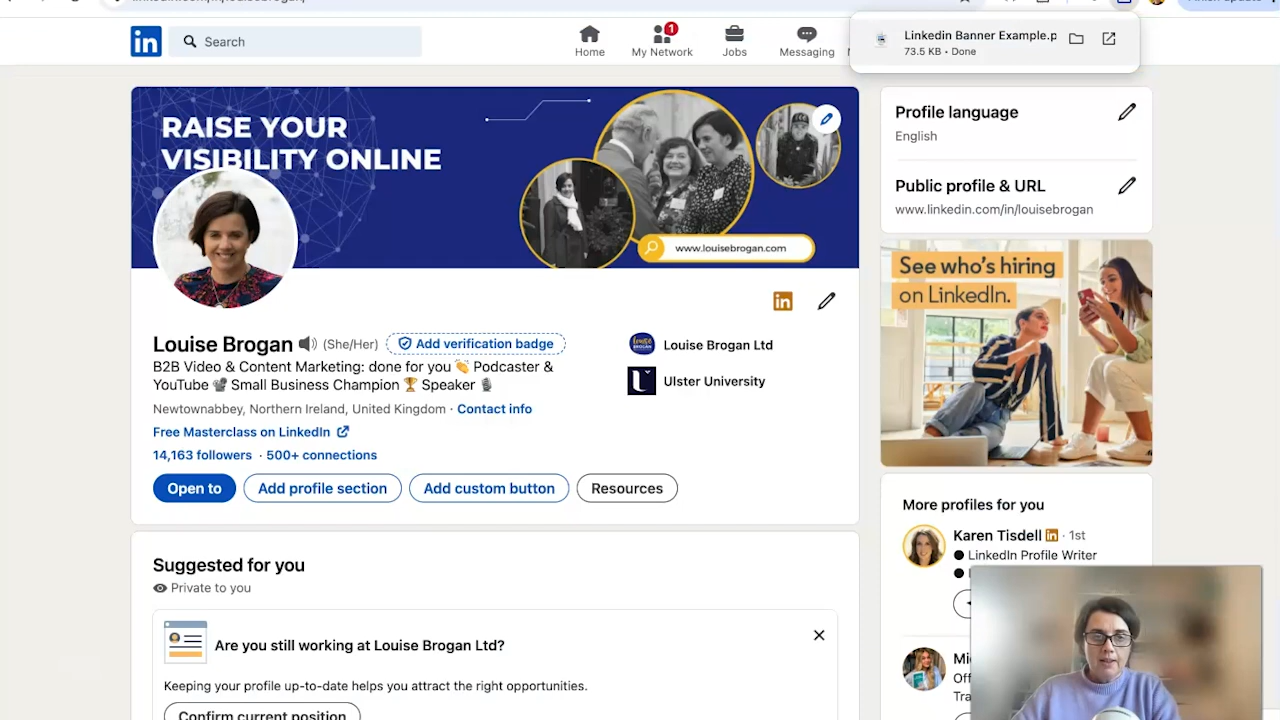 in
Search
Home
1
My Network
Jobs
Messaging
Linkedin Banner Example.p
73.5 KB • Done
RAISE YOUR
VISIBILITY ONLINE
www.louisebrogan.com
Profile language
English
Public profile & URL
www.linkedin.com/in/louisebrogan
See who's hiring
on LinkedIn.
in
Louise Brogan (She/Her) Add verification badge
B2B Video & Content Marketing: done for you 👏 Podcaster &
YouTube 📽 Small Business Champion 🏆 Speaker 🎙
Newtownabbey, Northern Ireland, United Kingdom · Contact info
Free Masterclass on LinkedIn
14,163 followers · 500+ connections
Louise Brogan Ltd
Ulster University
Open to
Add profile section
Add custom button
Resources
More profiles for you
Karen Tisdell in · 1st
● LinkedIn Profile Writer
Suggested for you
Private to you
Are you still working at Louise Brogan Ltd?
Keeping your profile up-to-date helps you attract the right opportunities.
Confirm current position